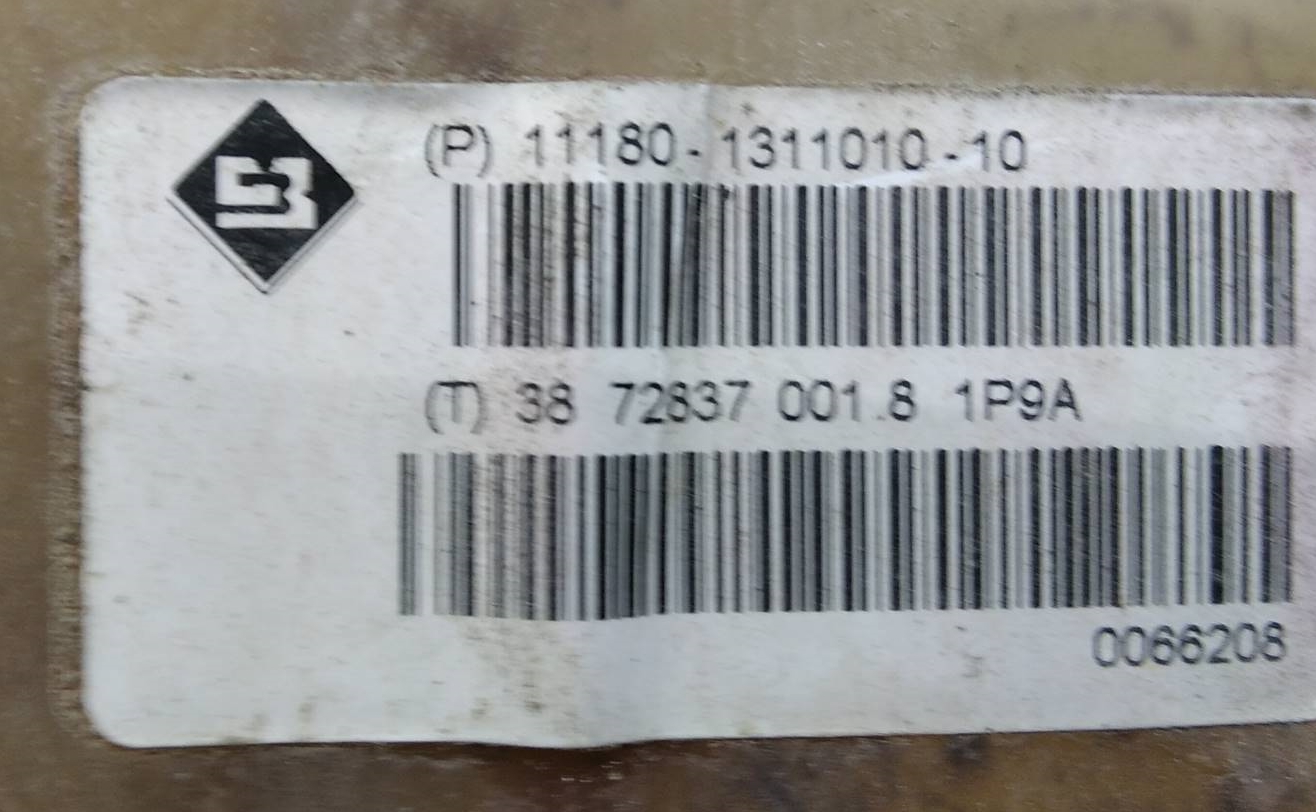 (P) 11180-1311010-10
(T) 38 72837 001.8 1P9A
0066208